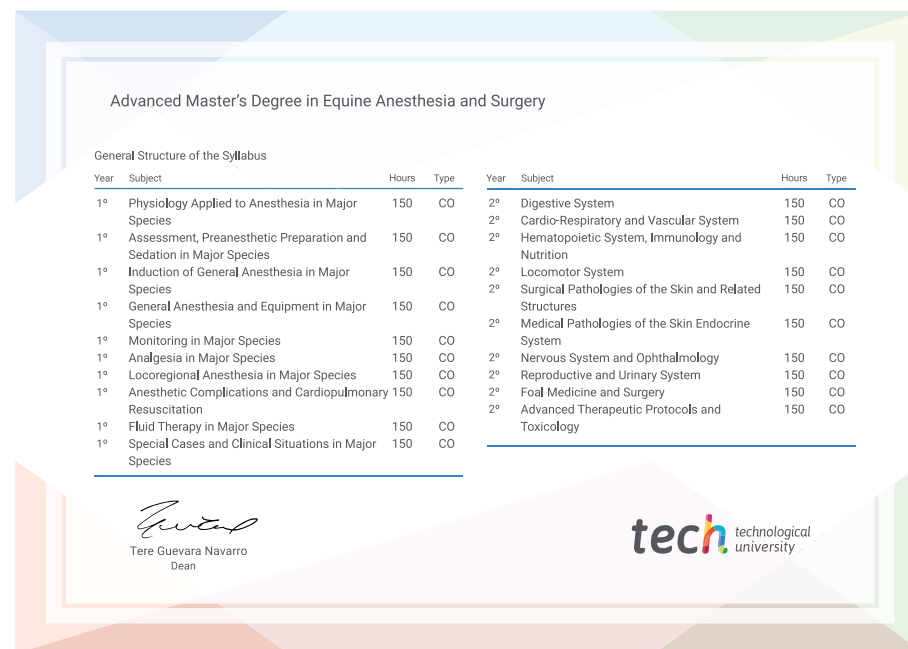 Advanced Master's Degree in Equine Anesthesia and Surgery
General Structure of the Syllabus
Year Subject Hours Type
1º Physiology Applied to Anesthesia in Major 150 CO
Species
1º Assessment, Preanesthetic Preparation and 150 CO
Sedation in Major Species
1º Induction of General Anesthesia in Major 150 CO
Species
1º General Anesthesia and Equipment in Major 150 CO
Species
1º Monitoring in Major Species 150 CO
1º Analgesia in Major Species 150 CO
1º Locoregional Anesthesia in Major Species 150 CO
1º Anesthetic Complications and Cardiopulmonary 150 CO
Resuscitation
1º Fluid Therapy in Major Species 150 CO
1º Special Cases and Clinical Situations in Major 150 CO
Species
Year Subject Hours Type
2º Digestive System 150 CO
2º Cardio-Respiratory and Vascular System 150 CO
2º Hematopoietic System, Immunology and 150 CO
Nutrition
2º Locomotor System 150 CO
2º Surgical Pathologies of the Skin and Related 150 CO
Structures
2º Medical Pathologies of the Skin Endocrine 150 CO
System
2º Nervous System and Ophthalmology 150 CO
2º Reproductive and Urinary System 150 CO
2º Foal Medicine and Surgery 150 CO
2º Advanced Therapeutic Protocols and 150 CO
Toxicology
Tere Guevara Navarro
Dean
tech technological
university